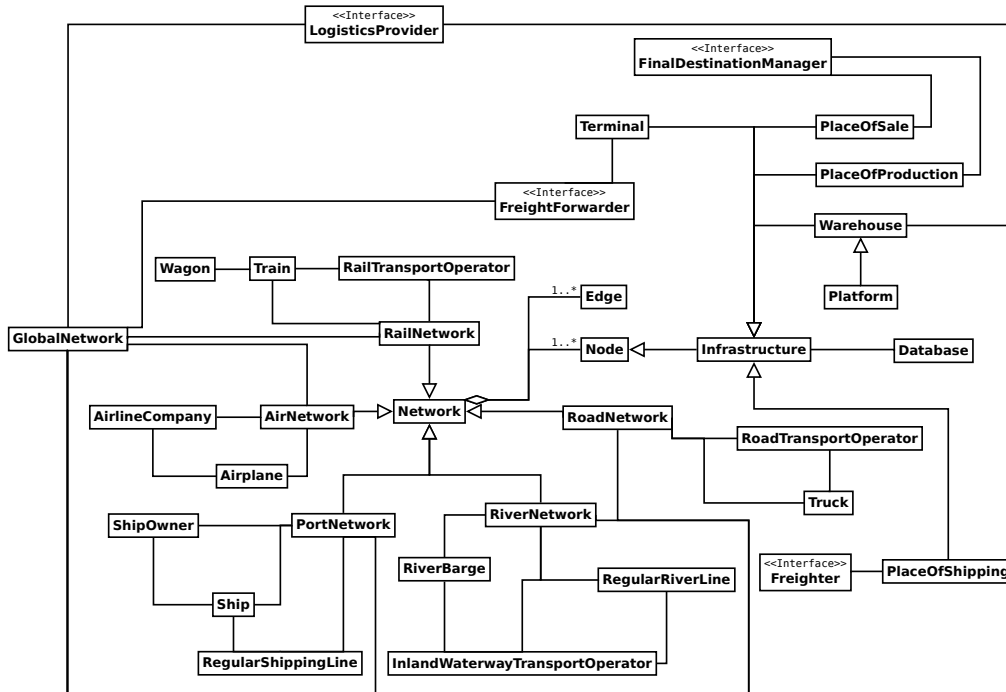 <<Interface>>
LogisticsProvider
<<Interface>>
FinalDestinationManager
Terminal
PlaceOfSale
PlaceOfProduction
<<Interface>>
FreightForwarder
Warehouse
Wagon
Train
RailTransportOperator
1..*
Edge
Platform
GlobalNetwork
RailNetwork
1..*
Node
Infrastructure
Database
AirlineCompany
AirNetwork
Network
RoadNetwork
RoadTransportOperator
Airplane
Truck
ShipOwner
PortNetwork
RiverNetwork
RiverBarge
RegularRiverLine
<<Interface>>
Freighter
PlaceOfShipping
Ship
RegularShippingLine
InlandWaterwayTransportOperator